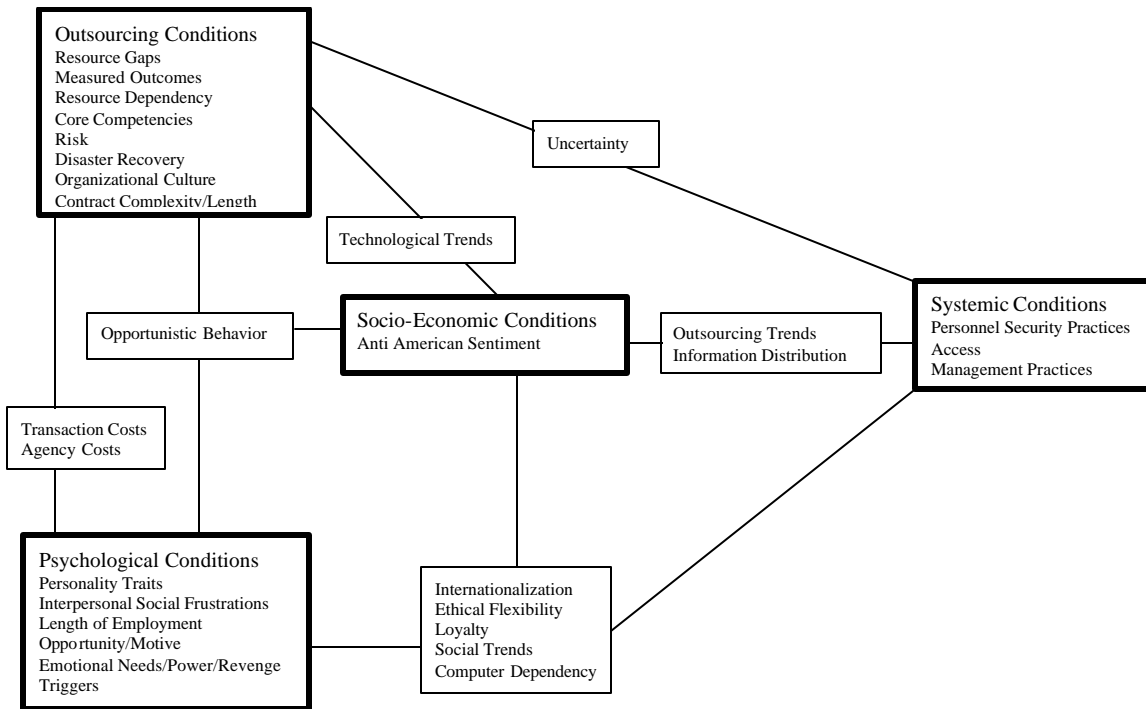 Outsourcing Conditions
Resource Gaps
Measured Outcomes
Resource Dependency
Core Competencies
Risk
Disaster Recovery
Organizational Culture
Contract Complexity/Length
Uncertainty
Technological Trends
Opportunistic Behavior
Socio-Economic Conditions
Anti American Sentiment
Outsourcing Trends
Information Distribution
Systemic Conditions
Personnel Security Practices
Access
Management Practices
Transaction Costs
Agency Costs
Psychological Conditions
Personality Traits
Interpersonal Social Frustrations
Length of Employment
Opportunity/Motive
Emotional Needs/Power/Revenge
Triggers
Internationalization
Ethical Flexibility
Loyalty
Social Trends
Computer Dependency